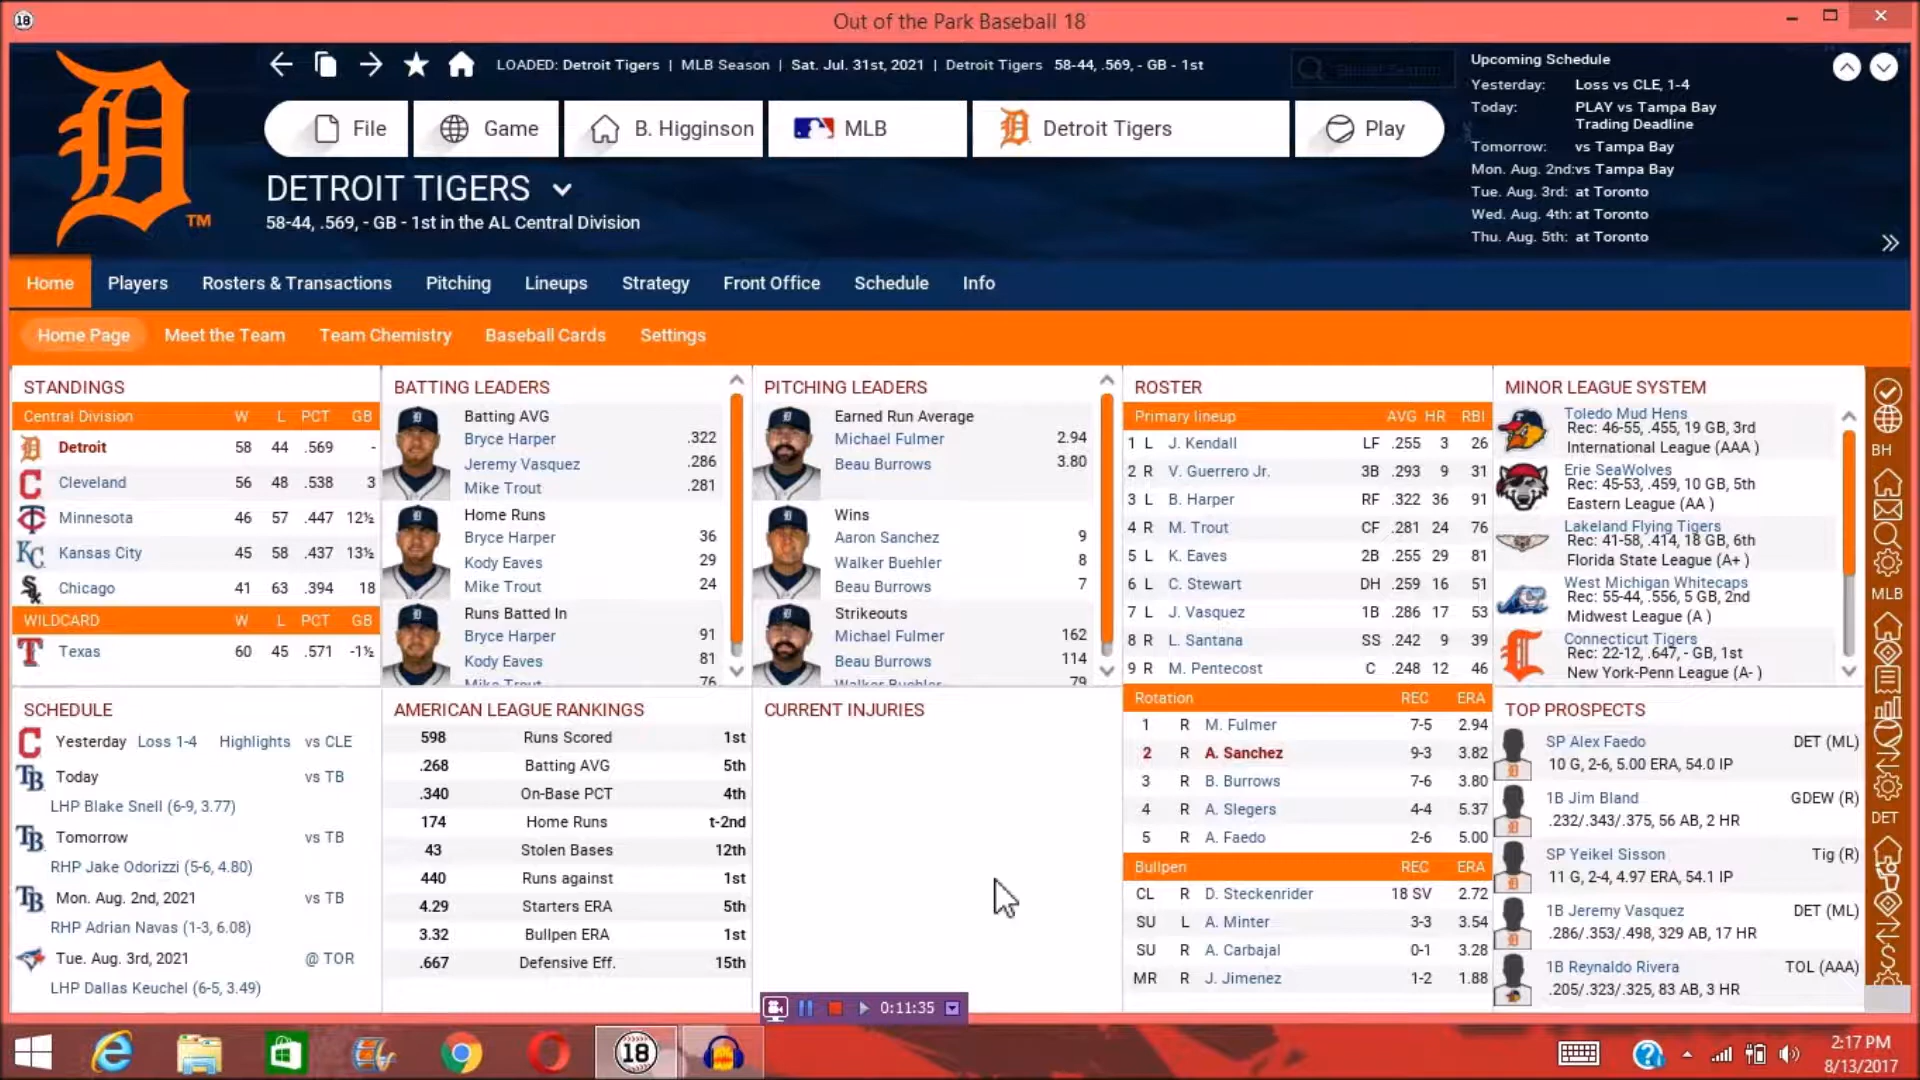 18 Out of the Park Baseball 18
LOADED: Detroit Tigers | MLB Season | Sat. Jul. 31st, 2021 | Detroit Tigers 58-44, .569, - GB - 1st
File Game B. Higginson MLB Detroit Tigers Play
DETROIT TIGERS
TM
58-44, .569, - GB - 1st in the AL Central Division
Upcoming Schedule
Yesterday: Loss vs CLE, 1-4
Today: PLAY vs Tampa Bay
Trading Deadline
Tomorrow: vs Tampa Bay
Mon. Aug. 2nd: vs Tampa Bay
Tue. Aug. 3rd: at Toronto
Wed. Aug. 4th: at Toronto
Thu. Aug. 5th: at Toronto
Home Players Rosters & Transactions Pitching Lineups Strategy Front Office Schedule Info
Home Page Meet the Team Team Chemistry Baseball Cards Settings
STANDINGS
Central Division W L PCT GB
Detroit 58 44 .569 -
Cleveland 56 48 .538 3
Minnesota 46 57 .447 12½
Kansas City 45 58 .437 13½
Chicago 41 63 .394 18
WILDCARD W L PCT GB
Texas 60 45 .571 -1½
BATTING LEADERS
Batting AVG
Bryce Harper .322
Jeremy Vasquez .286
Mike Trout .281
Home Runs
Bryce Harper 36
Kody Eaves 29
Mike Trout 24
Runs Batted In
Bryce Harper 91
Kody Eaves 81
Mike Trout 76
PITCHING LEADERS
Earned Run Average
Michael Fulmer 2.94
Beau Burrows 3.80
Wins
Aaron Sanchez 9
Walker Buehler 8
Beau Burrows 7
Strikeouts
Michael Fulmer 162
Beau Burrows 114
Walker Buehler 79
ROSTER
Primary lineup AVG HR RBI
1 L J. Kendall LF .255 3 26
2 R V. Guerrero Jr. 3B .293 9 31
3 L B. Harper RF .322 36 91
4 R M. Trout CF .281 24 76
5 L K. Eaves 2B .255 29 81
6 L C. Stewart DH .259 16 51
7 L J. Vasquez 1B .286 17 53
8 R L. Santana SS .242 9 39
9 R M. Pentecost C .248 12 46
Rotation REC ERA
1 R M. Fulmer 7-5 2.94
2 R A. Sanchez 9-3 3.82
3 R B. Burrows 7-6 3.80
4 R A. Slegers 4-4 5.37
5 R A. Faedo 2-6 5.00
Bullpen REC ERA
CL R D. Steckenrider 18 SV 2.72
SU L A. Minter 3-3 3.54
SU R A. Carbajal 0-1 3.28
MR R J. Jimenez 1-2 1.88
MINOR LEAGUE SYSTEM
Toledo Mud Hens
Rec: 46-55, .455, 19 GB, 3rd
International League (AAA )
Erie SeaWolves
Rec: 45-53, .459, 10 GB, 5th
Eastern League (AA )
Lakeland Flying Tigers
Rec: 41-58, .414, 18 GB, 6th
Florida State League (A+ )
West Michigan Whitecaps
Rec: 55-44, .556, 5 GB, 2nd
Midwest League (A )
Connecticut Tigers
Rec: 22-12, .647, - GB, 1st
New York-Penn League (A- )
SCHEDULE
Yesterday Loss 1-4 Highlights vs CLE
Today vs TB
LHP Blake Snell (6-9, 3.77)
Tomorrow vs TB
RHP Jake Odorizzi (5-6, 4.80)
Mon. Aug. 2nd, 2021 vs TB
RHP Adrian Navas (1-3, 6.08)
Tue. Aug. 3rd, 2021 @ TOR
LHP Dallas Keuchel (6-5, 3.49)
AMERICAN LEAGUE RANKINGS
598 Runs Scored 1st
.268 Batting AVG 5th
.340 On-Base PCT 4th
174 Home Runs t-2nd
43 Stolen Bases 12th
440 Runs against 1st
4.29 Starters ERA 5th
3.32 Bullpen ERA 1st
.667 Defensive Eff. 15th
CURRENT INJURIES
TOP PROSPECTS
SP Alex Faedo DET (ML)
10 G, 2-6, 5.00 ERA, 54.0 IP
1B Jim Bland GDEW (R)
.232/.343/.375, 56 AB, 2 HR
SP Yeikel Sisson Tig (R)
11 G, 2-4, 4.97 ERA, 54.1 IP
1B Jeremy Vasquez DET (ML)
.286/.353/.498, 329 AB, 17 HR
1B Reynaldo Rivera TOL (AAA)
.205/.323/.325, 83 AB, 3 HR
BH
MLB
DET
0:11:35
18
2:17 PM
8/13/2017